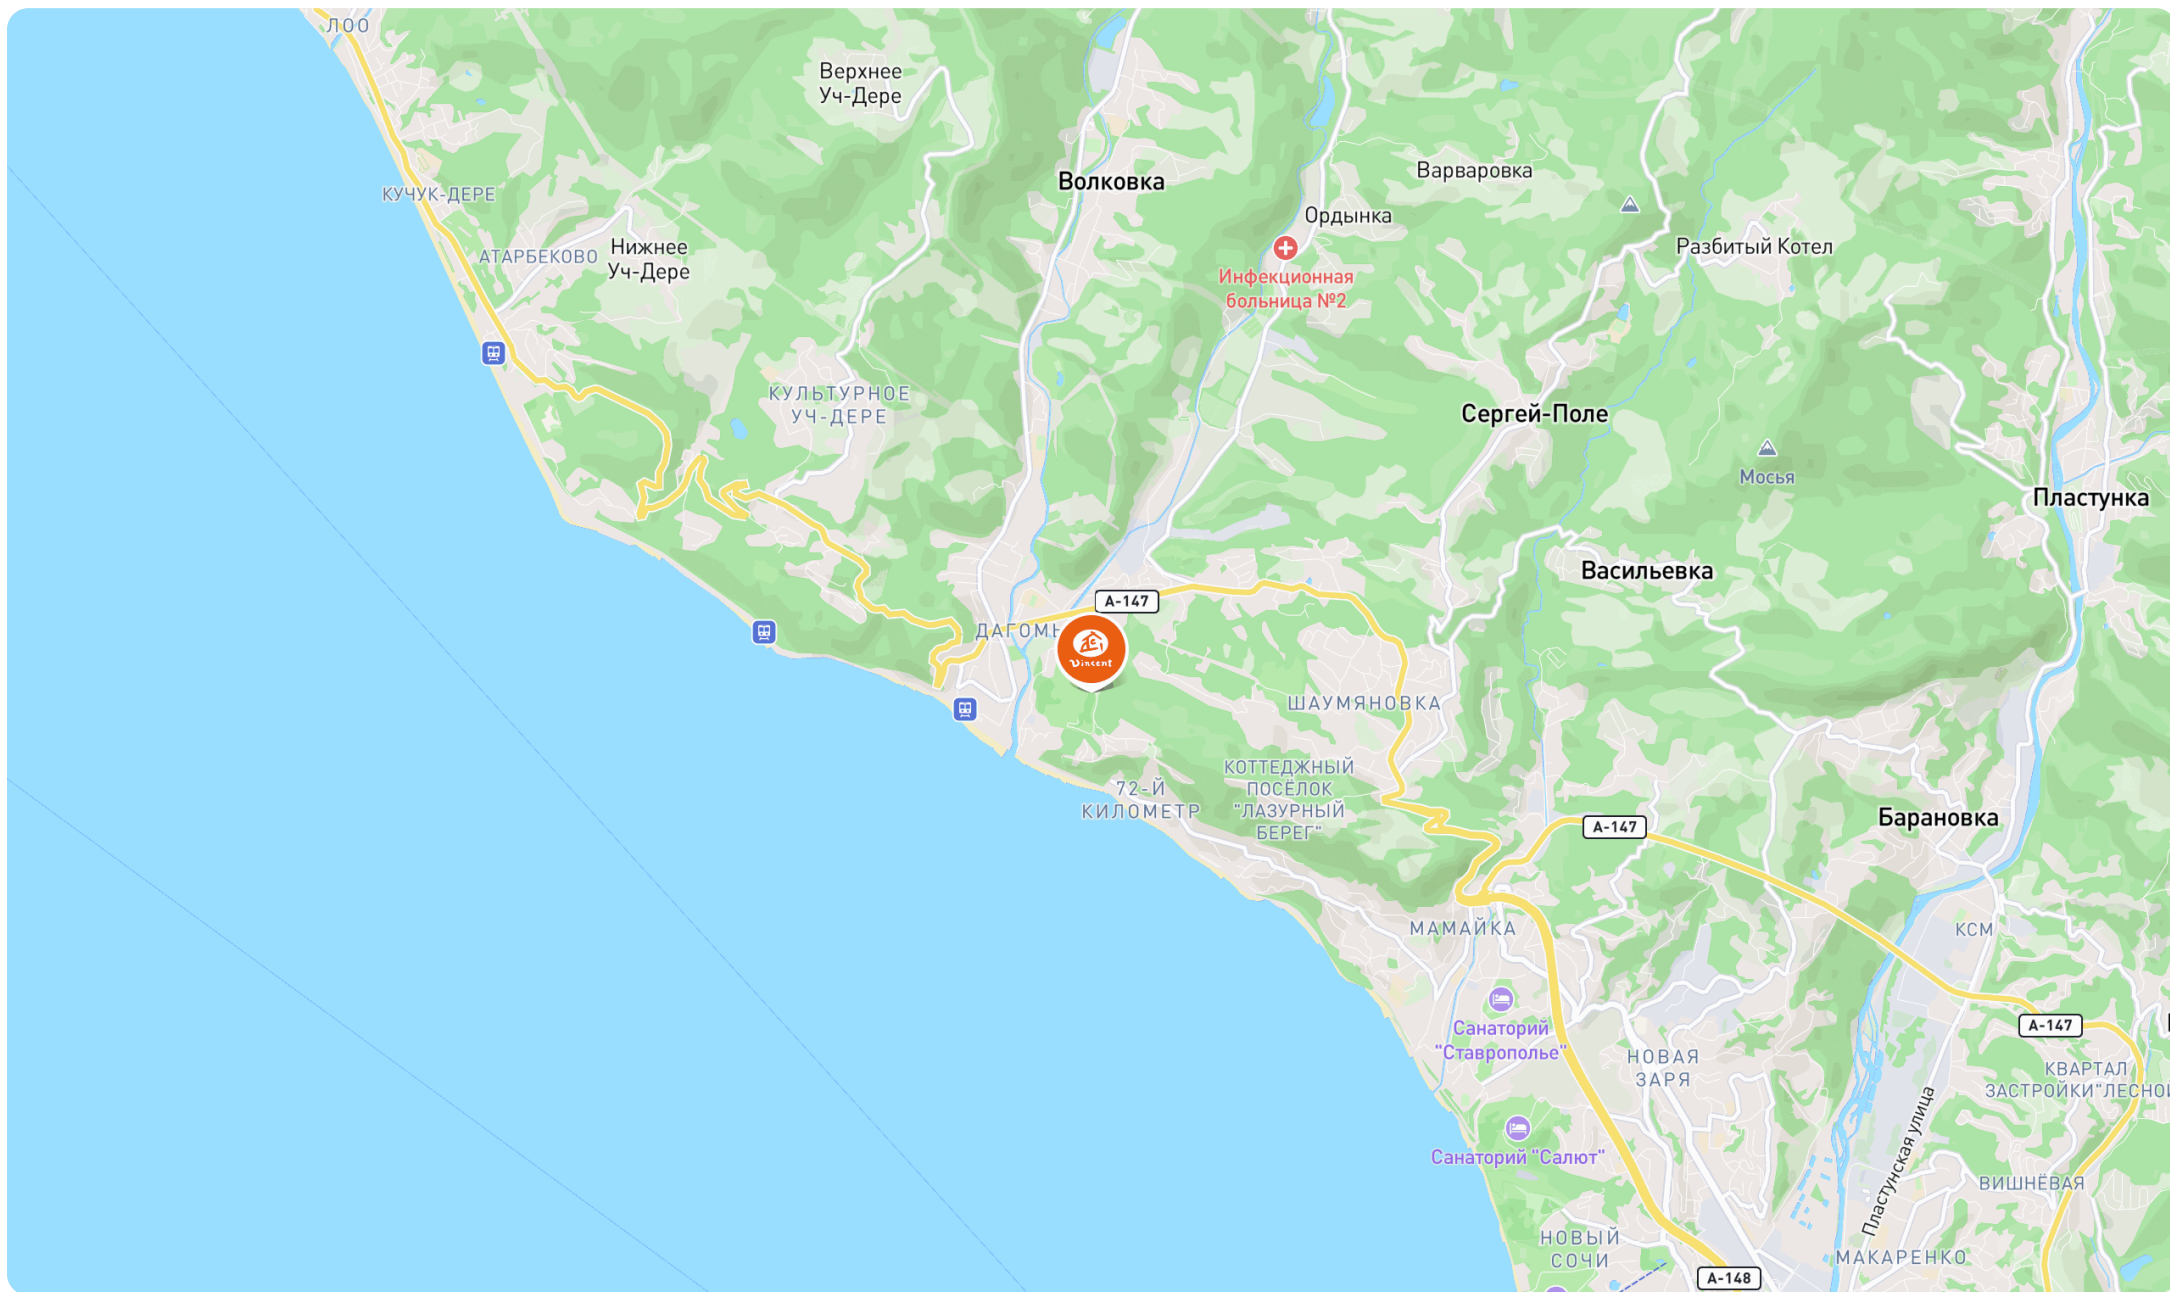 ЛОО
Верхнее
Уч-Дере
Волковка
Варваровка
КУЧУК-ДЕРЕ
Ордынка
АТАРБЕКОВО
Нижнее
Уч-Дере
Разбитый Котел
Инфекционная
больница №2
КУЛЬТУРНОЕ
УЧ-ДЕРЕ
Сергей-Поле
Мосья
Пластунка
Васильевка
А-147
ДАГОМЫ
Vincent
ШАУМЯНОВКА
КОТТЕДЖНЫЙ
ПОСЁЛОК
"ЛАЗУРНЫЙ
БЕРЕГ"
72-Й
КИЛОМЕТР
А-147
Барановка
МАМАЙКА
КСМ
Санаторий
"Ставрополье"
А-147
НОВАЯ
ЗАРЯ
КВАРТАЛ
ЗАСТРОЙКИ"ЛЕСНОЙ
Пластунская улица
Санаторий "Салют"
ВИШНЁВАЯ
НОВЫЙ
СОЧИ
МАКАРЕНКО
А-148